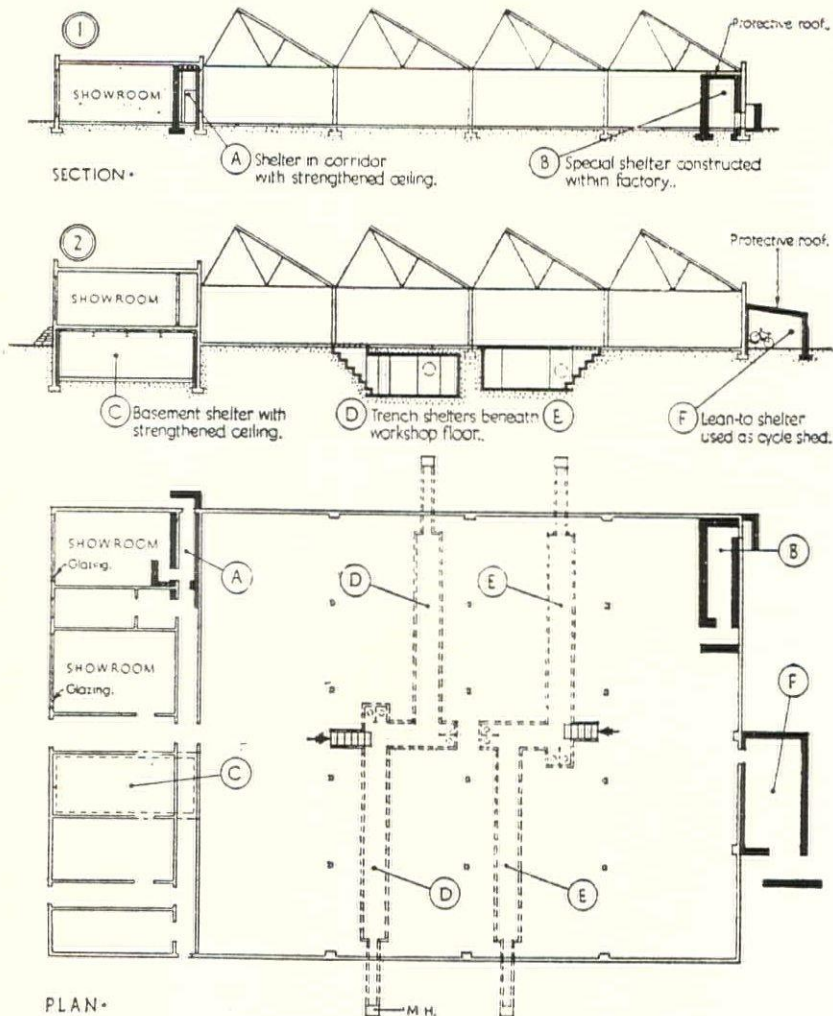 1
Protective roof.
SHOWROOM
A
Shelter in corridor
with strengthened ceiling.
B
Special shelter constructed
within factory..
SECTION.
2
Protective roof.
SHOWROOM
C
Basement shelter with
strengthened ceiling.
D
Trench shelters beneath
workshop floor..
E
F
Lean-to shelter
used as cycle shed.
SHOWROOM
Glazing.
A
D
E
B
SHOWROOM
Glazing.
F
C
D
E
PLAN.
M.H.